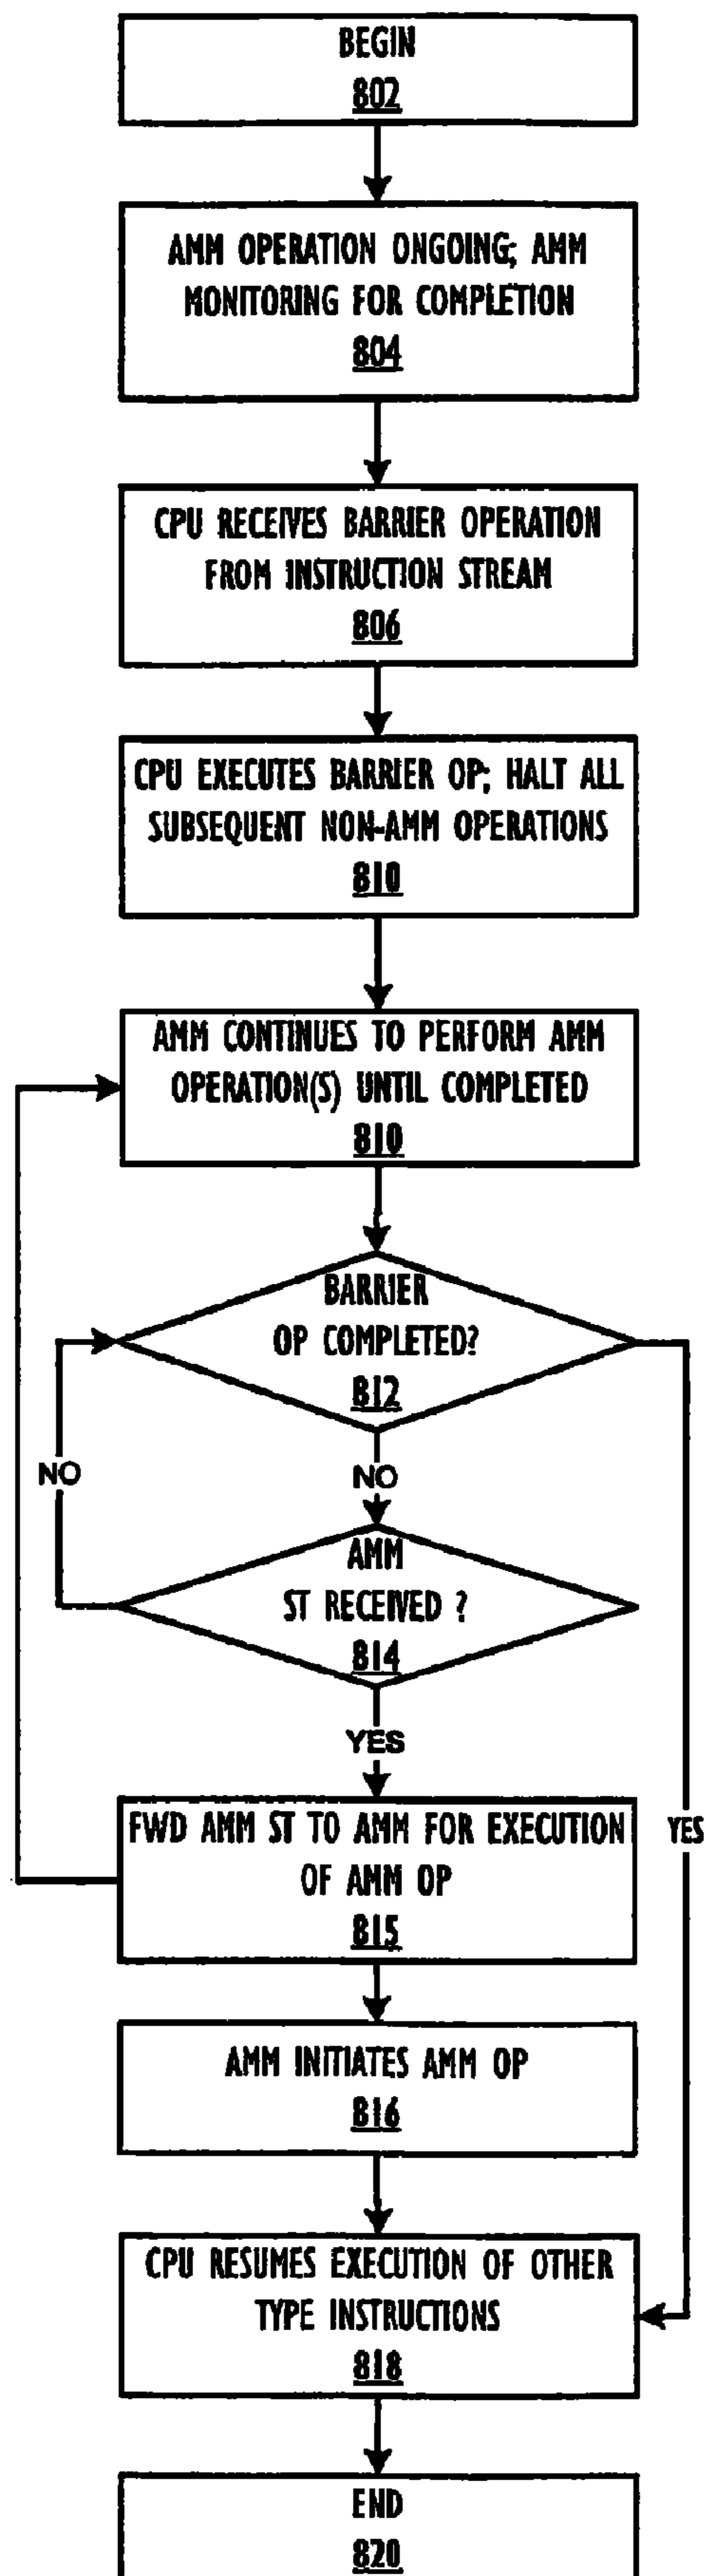 BEGIN
802
AMM OPERATION ONGOING; AMM
MONITORING FOR COMPLETION
804
CPU RECEIVES BARRIER OPERATION
FROM INSTRUCTION STREAM
806
CPU EXECUTES BARRIER OP; HALT ALL
SUBSEQUENT NON-AMM OPERATIONS
810
AMM CONTINUES TO PERFORM AMM
OPERATION(S) UNTIL COMPLETED
810
BARRIER
OP COMPLETED?
812
NO
NO
AMM
ST RECEIVED ?
814
YES
FWD AMM ST TO AMM FOR EXECUTION
OF AMM OP
815
YES
AMM INITIATES AMM OP
816
CPU RESUMES EXECUTION OF OTHER
TYPE INSTRUCTIONS
818
END
820